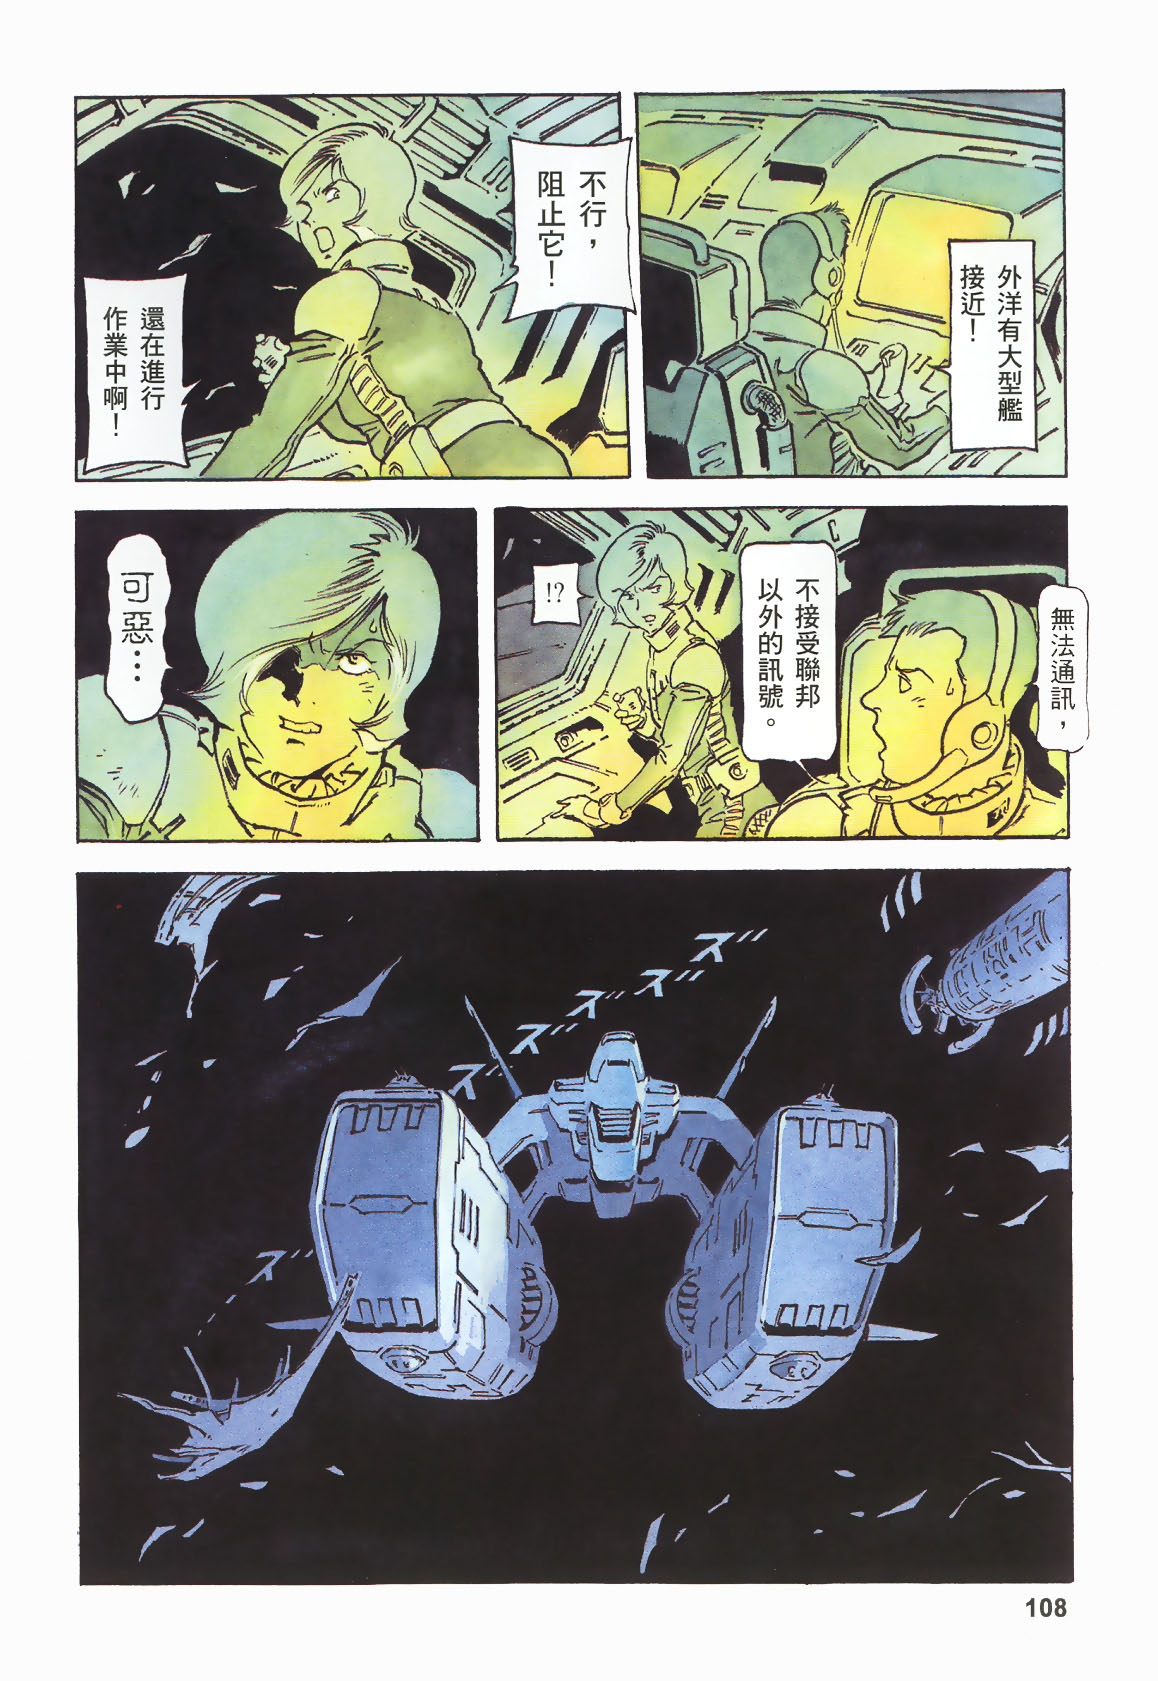 外洋有大型艦
接近！
不行，
阻止它！
還在進行
作業中啊！
無法通訊，
不接受聯邦
以外的訊號。
!?
可惡…
ズ゛
ズ゛
ズ゛
ズ
ズ
ズ゛
C
108